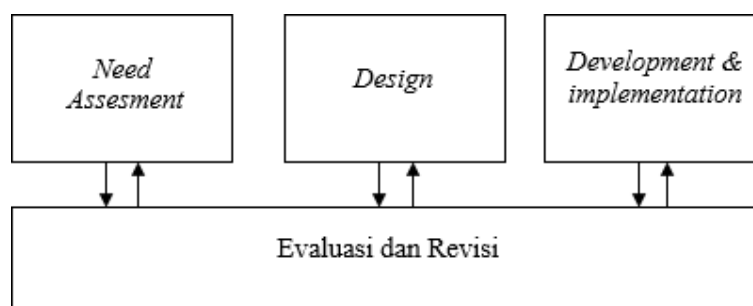 Need
Assesment
Design
Development &
implementation
Evaluasi dan Revisi